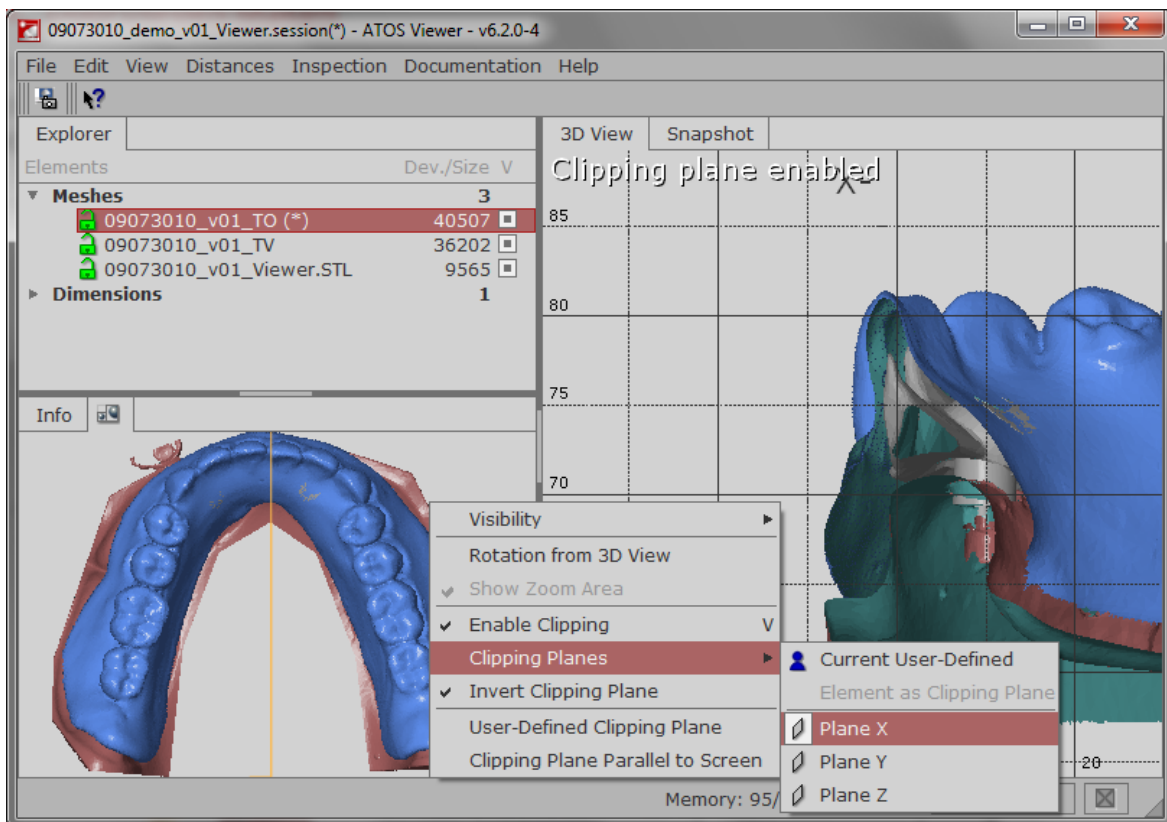 09073010_demo_v01_Viewer.session(*) - ATOS Viewer - v6.2.0-4
File Edit View Distances Inspection Documentation Help
Explorer
Elements Dev./Size V
Meshes 3
09073010_v01_TO (*) 40507
09073010_v01_TV 36202
09073010_v01_Viewer.STL 9565
Dimensions 1
Info
3D View Snapshot
Clipping plane enabled
X-
85
80
75
70
Visibility
Rotation from 3D View
Show Zoom Area
Enable Clipping V
Clipping Planes
Invert Clipping Plane
User-Defined Clipping Plane
Clipping Plane Parallel to Screen
Current User-Defined
Element as Clipping Plane
Plane X
Plane Y
Plane Z
20
Memory: 95/